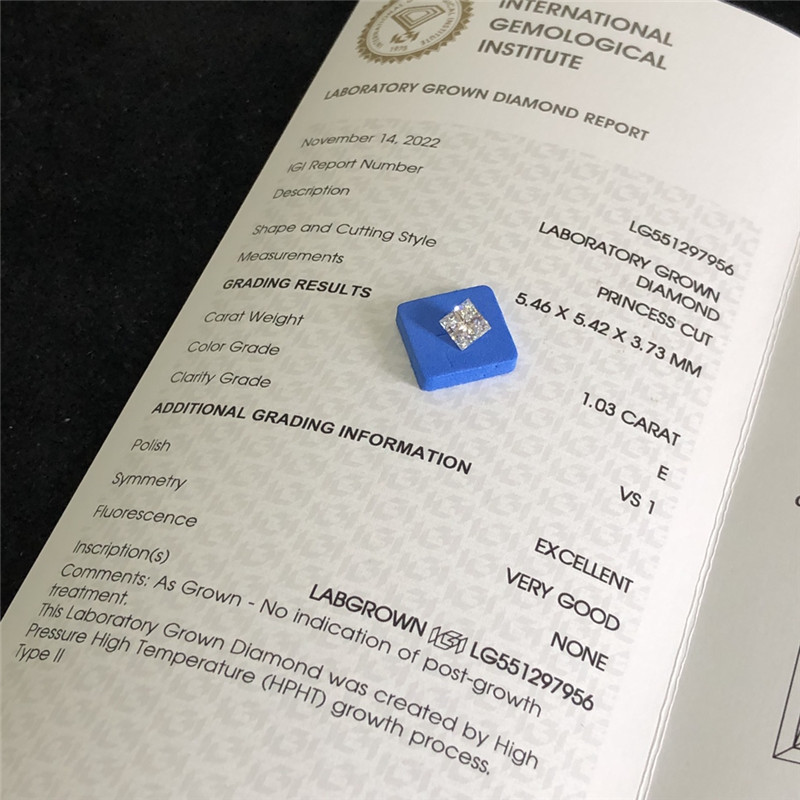 INTERNATIONAL
GEMOLOGICAL
INSTITUTE
1975
LABORATORY GROWN DIAMOND REPORT
November 14, 2022
IGI Report Number LG551297956
Description LABORATORY GROWN
DIAMOND
Shape and Cutting Style PRINCESS CUT
Measurements 5.46 X 5.42 X 3.73 MM
GRADING RESULTS
Carat Weight 1.03 CARAT
Color Grade E
Clarity Grade VS 1
ADDITIONAL GRADING INFORMATION
Polish EXCELLENT
Symmetry VERY GOOD
Fluorescence NONE
Inscription(s) LABGROWN IGI LG551297956
Comments: As Grown - No indication of post-growth
treatment.
This Laboratory Grown Diamond was created by High
Pressure High Temperature (HPHT) growth process.
Type II